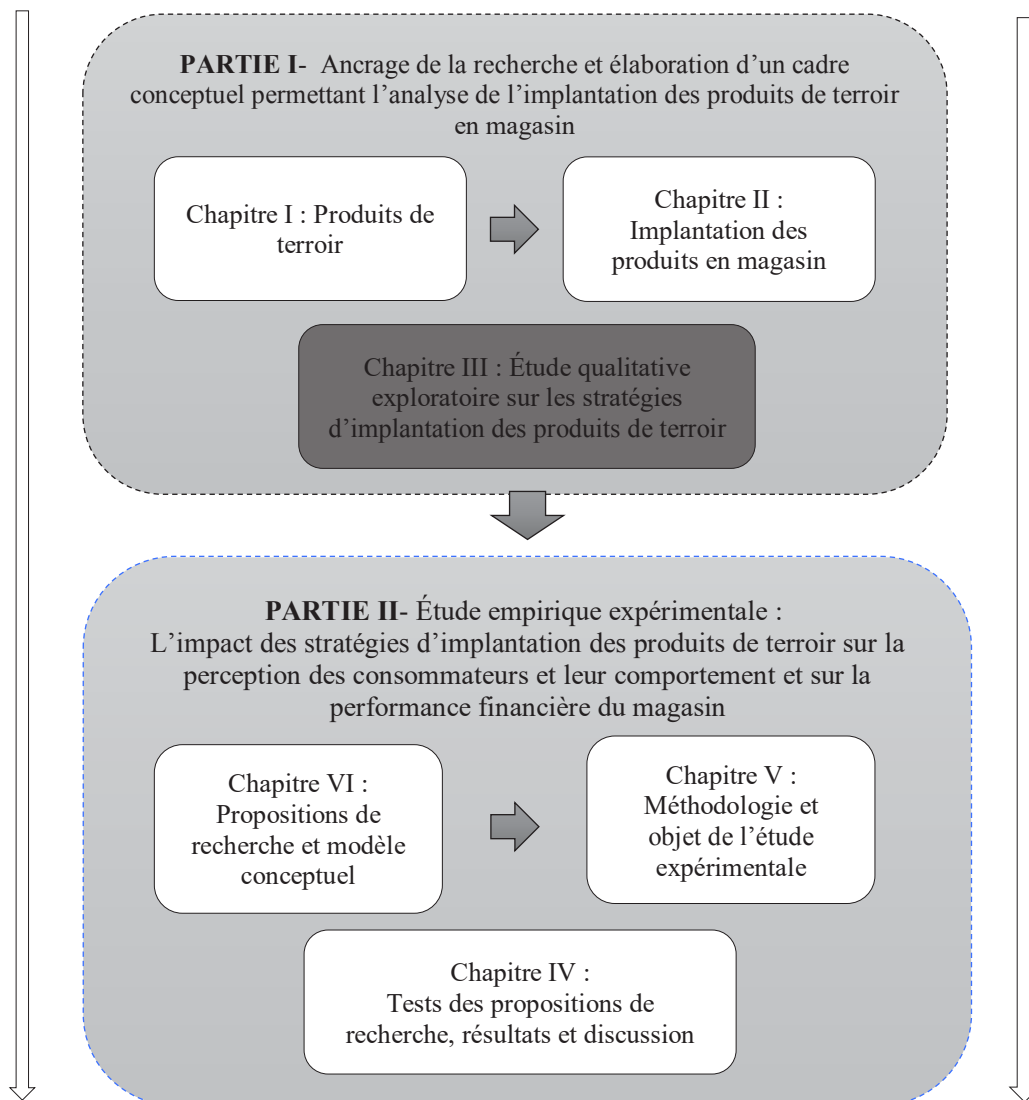 PARTIE I- Ancrage de la recherche et élaboration d’un cadre
conceptuel permettant l’analyse de l’implantation des produits de terroir
en magasin
Chapitre I : Produits de
terroir
Chapitre II :
Implantation des
produits en magasin
Chapitre III : Étude qualitative
exploratoire sur les stratégies
d’implantation des produits de terroir
PARTIE II- Étude empirique expérimentale :
L’impact des stratégies d’implantation des produits de terroir sur la
perception des consommateurs et leur comportement et sur la
performance financière du magasin
Chapitre VI :
Propositions de
recherche et modèle
conceptuel
Chapitre V :
Méthodologie et
objet de l’étude
expérimentale
Chapitre IV :
Tests des propositions de
recherche, résultats et discussion